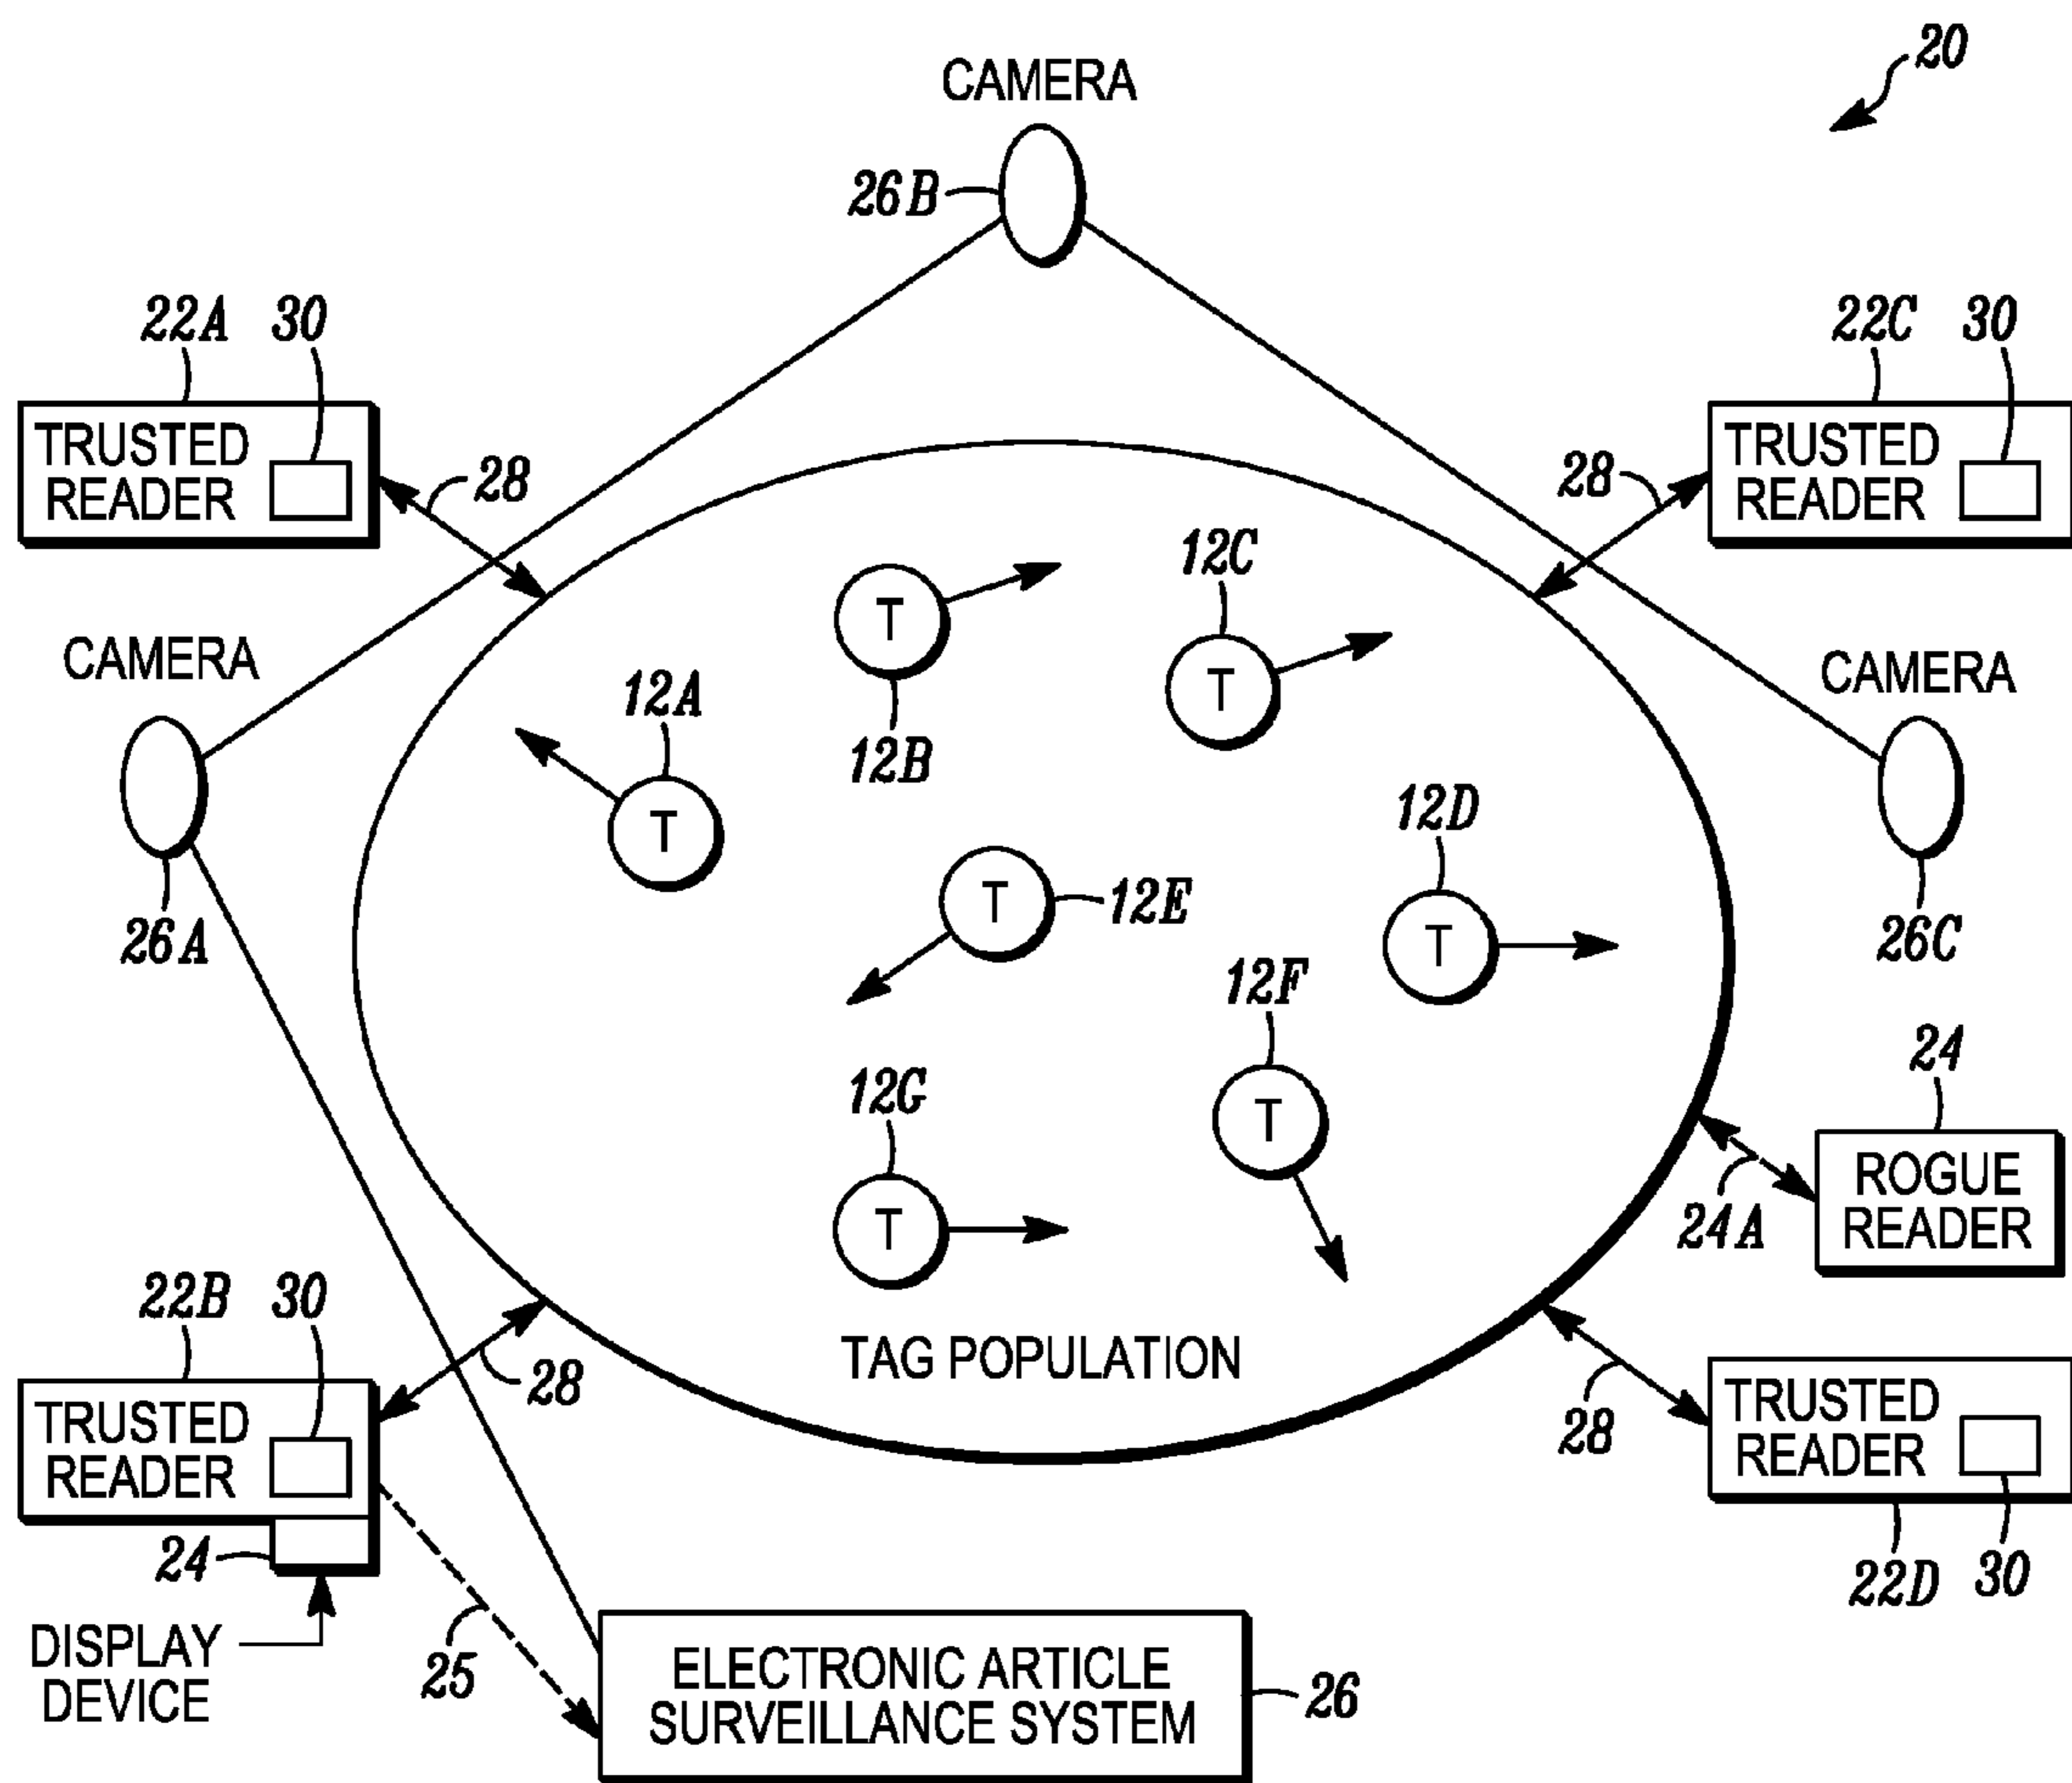 20
CAMERA
26B
22A 30
TRUSTED
READER
28
22C 30
TRUSTED
READER
28
CAMERA
26A
CAMERA
26C
T
12A
T
12B
12C
T
12D
T
T
12E
12F
T
12G
T
TAG POPULATION
24
ROGUE
READER
24A
22B 30
TRUSTED
READER
28
24
DISPLAY
DEVICE
25
ELECTRONIC ARTICLE
SURVEILLANCE SYSTEM
26
TRUSTED
READER
28
22D 30